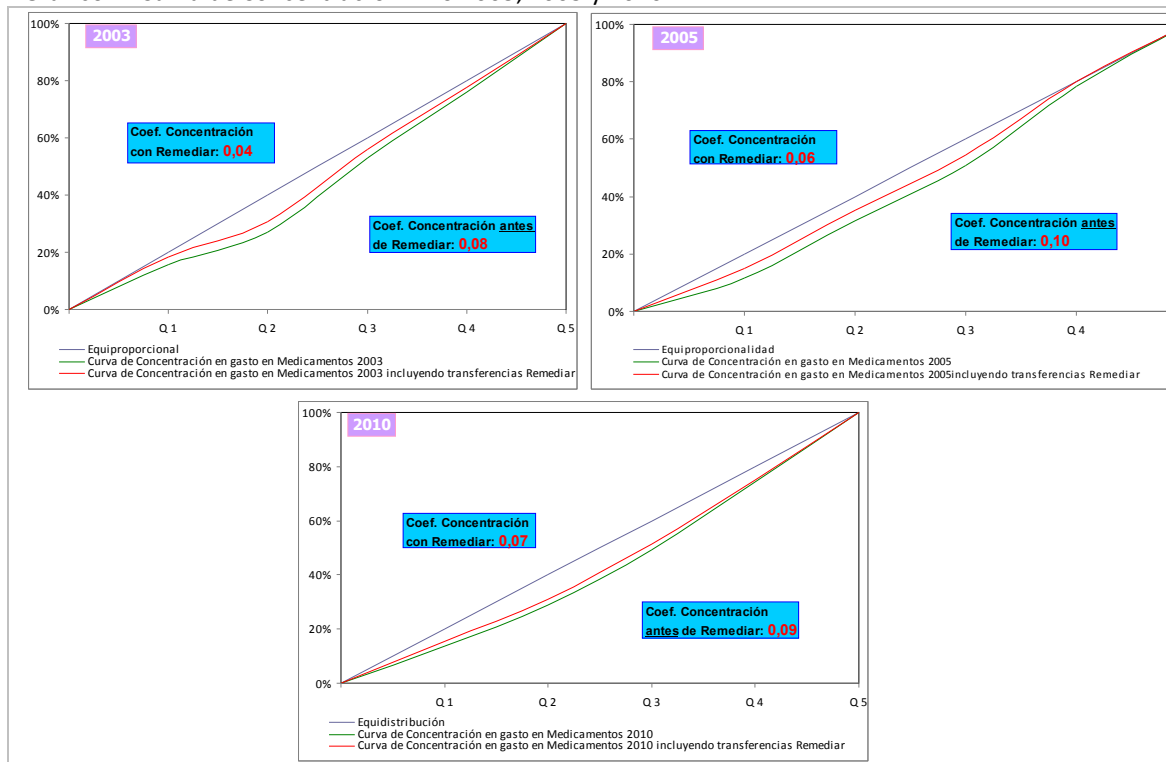 2003
100%
80%
60%
40%
20%
0%
Coef. Concentración
con Remediar: 0,04
Coef. Concentración antes
de Remediar: 0,08
Q 1
Q 2
Q 3
Q 4
Q 5
Equiproporcional
Curva de Concentración en gasto en Medicamentos 2003
Curva de Concentración en gasto en Medicamentos 2003 incluyendo transferencias Remediar
2005
100%
80%
60%
40%
20%
0%
Coef. Concentración
con Remediar: 0,06
Coef. Concentración antes
de Remediar: 0,10
Q 1
Q 2
Q 3
Q 4
Equiproporcionalidad
Curva de Concentración en gasto en Medicamentos 2005
Curva de Concentración en gasto en Medicamentos 2005incluyendo transferencias Remediar
2010
100%
80%
60%
40%
20%
0%
Coef. Concentración
con Remediar: 0,07
Coef. Concentración
antes de Remediar: 0,09
Q 1
Q 2
Q 3
Q 4
Q 5
Equidistribución
Curva de Concentración en gasto en Medicamentos 2010
Curva de Concentración en gasto en Medicamentos 2010 incluyendo transferencias Remediar